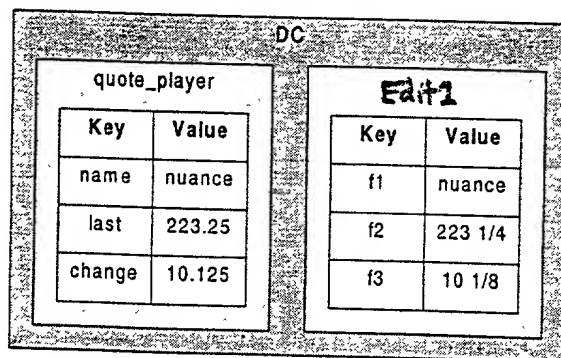 DC
quote_player
Key Value
name nuance
last 223.25
change 10.125
Edit1
Key Value
f1 nuance
f2 223 1/4
f3 10 1/8